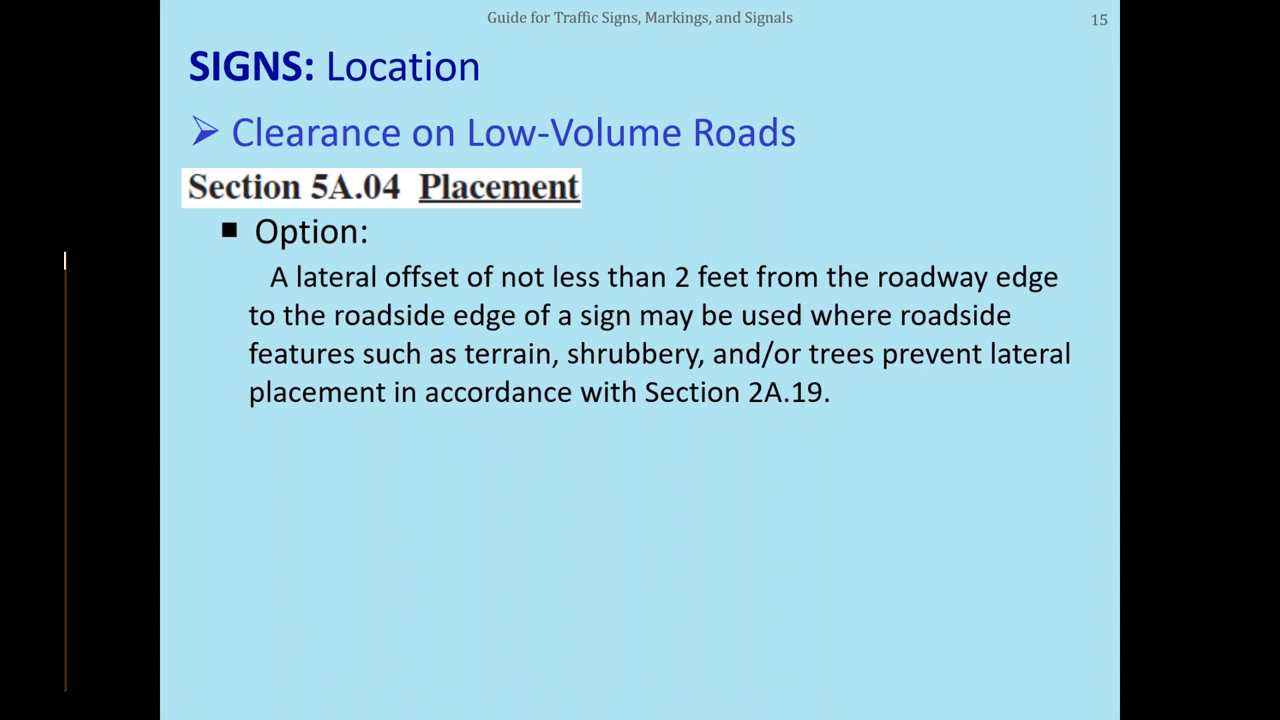 Guide for Traffic Signs, Markings, and Signals
15
SIGNS: Location
➢ Clearance on Low-Volume Roads
Section 5A.04 Placement
■ Option:
A lateral offset of not less than 2 feet from the roadway edge
to the roadside edge of a sign may be used where roadside
features such as terrain, shrubbery, and/or trees prevent lateral
placement in accordance with Section 2A.19.